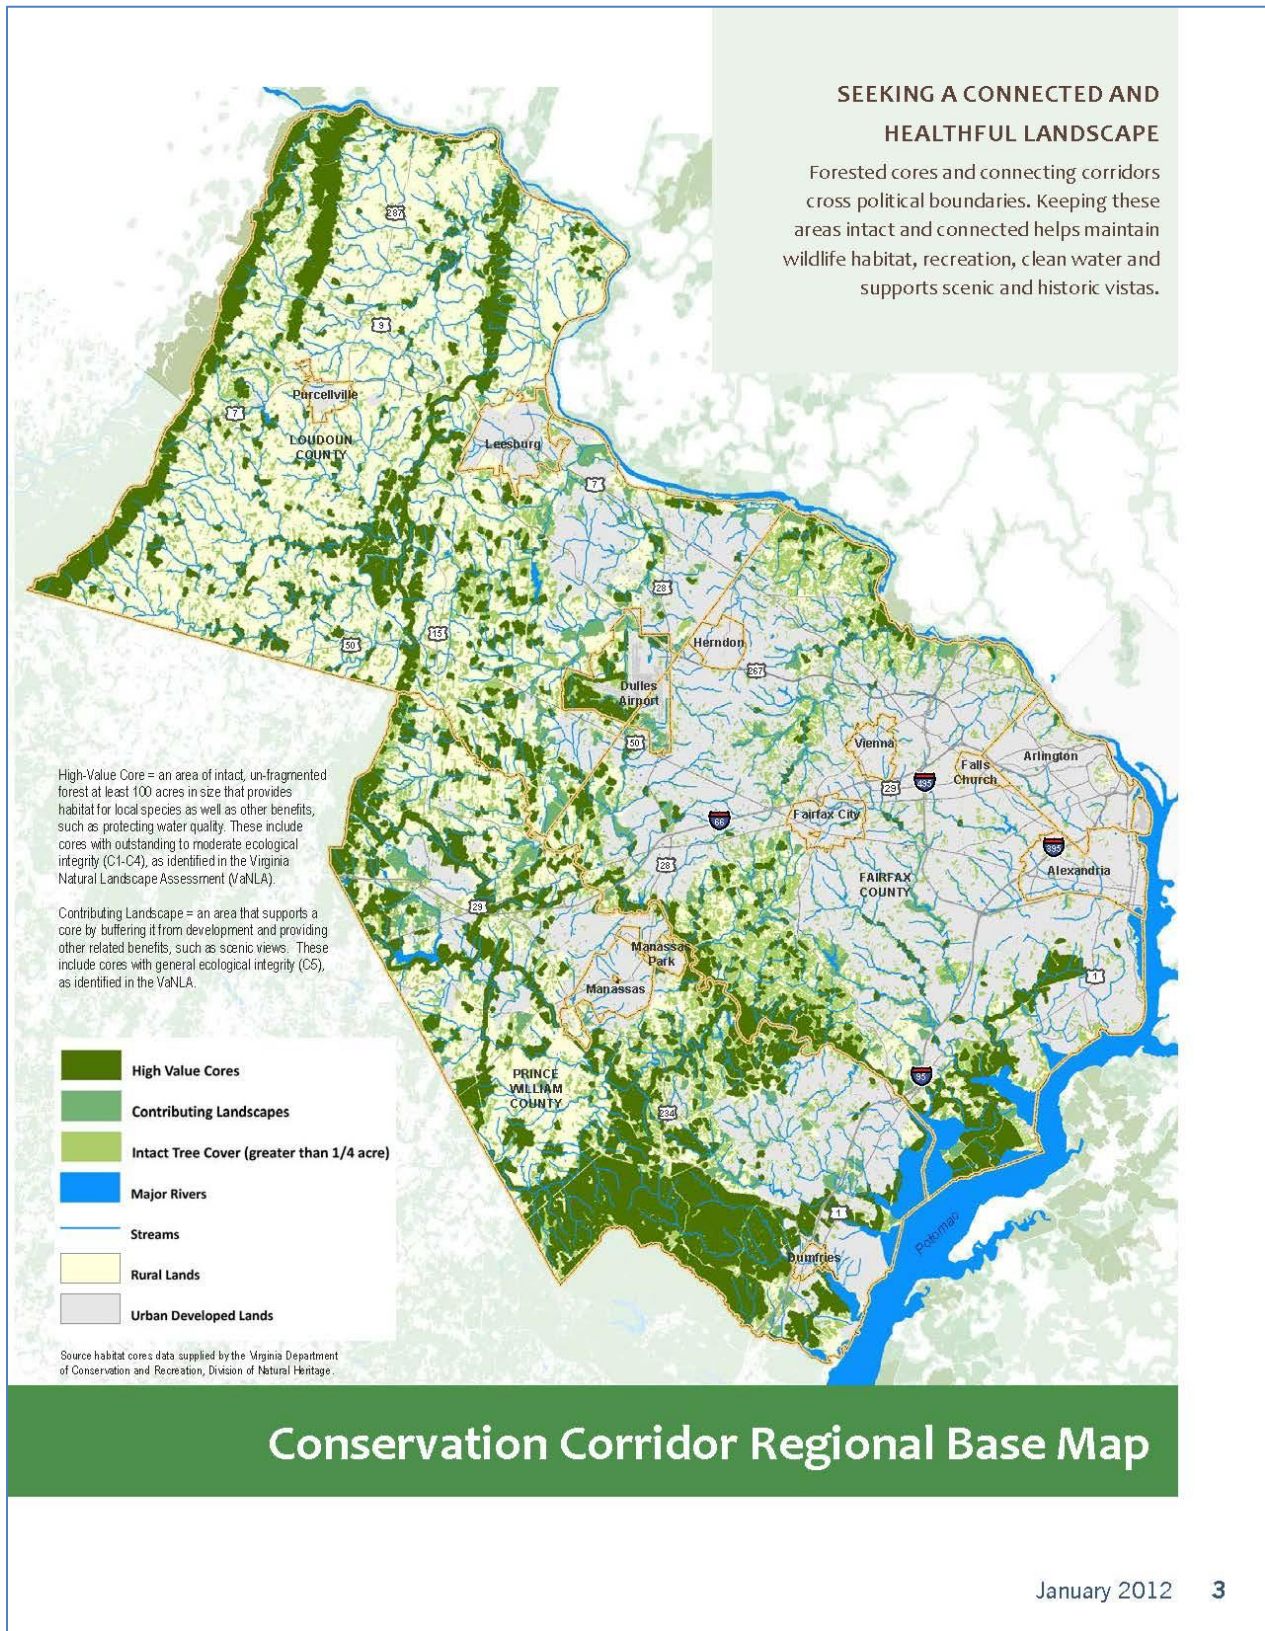 SEEKING A CONNECTED AND
HEALTHFUL LANDSCAPE
Forested cores and connecting corridors
cross political boundaries. Keeping these
areas intact and connected helps maintain
wildlife habitat, recreation, clean water and
supports scenic and historic vistas.
287
9
Purcellville
7
LOUDOUN
COUNTY
Leesburg
7
28
15
50
Herndon
267
Dulles
Airport
50
Vienna
Falls
Church
Arlington
495
29
66
Fairfax City
395
Alexandria
28
FAIRFAX
COUNTY
29
Manassas
Park
Manassas
1
PRINCE
WILLIAM
COUNTY
95
234
1
Potomac
Dumfries
High-Value Core = an area of intact, un-fragmented
forest at least 100 acres in size that provides
habitat for local species as well as other benefits,
such as protecting water quality. These include
cores with outstanding to moderate ecological
integrity (C1-C4), as identified in the Virginia
Natural Landscape Assessment (VaNLA).
Contributing Landscape = an area that supports a
core by buffering it from development and providing
other related benefits, such as scenic views. These
include cores with general ecological integrity (C5),
as identified in the VaNLA.
High Value Cores
Contributing Landscapes
Intact Tree Cover (greater than 1/4 acre)
Major Rivers
Streams
Rural Lands
Urban Developed Lands
Source habitat cores data supplied by the Virginia Department
of Conservation and Recreation, Division of Natural Heritage.
Conservation Corridor Regional Base Map
January 2012 3